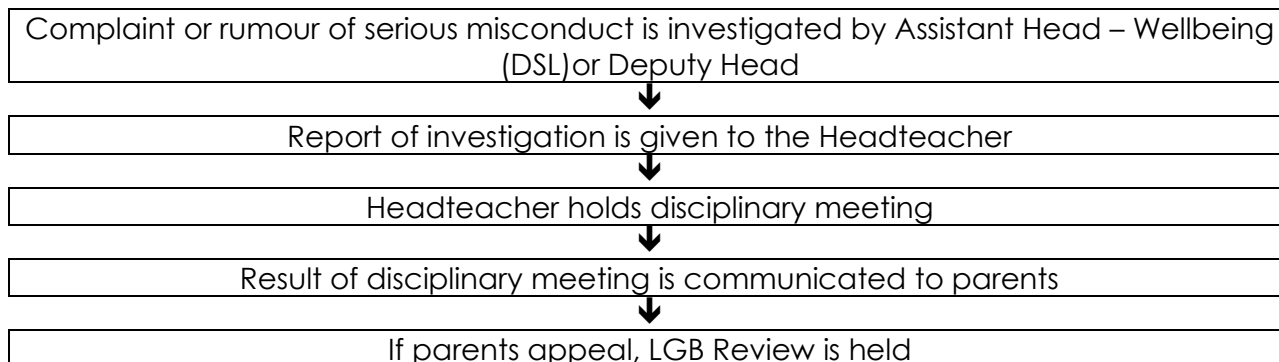 Complaint or rumour of serious misconduct is investigated by Assistant Head – Wellbeing
(DSL)or Deputy Head
Report of investigation is given to the Headteacher
Headteacher holds disciplinary meeting
Result of disciplinary meeting is communicated to parents
If parents appeal, LGB Review is held